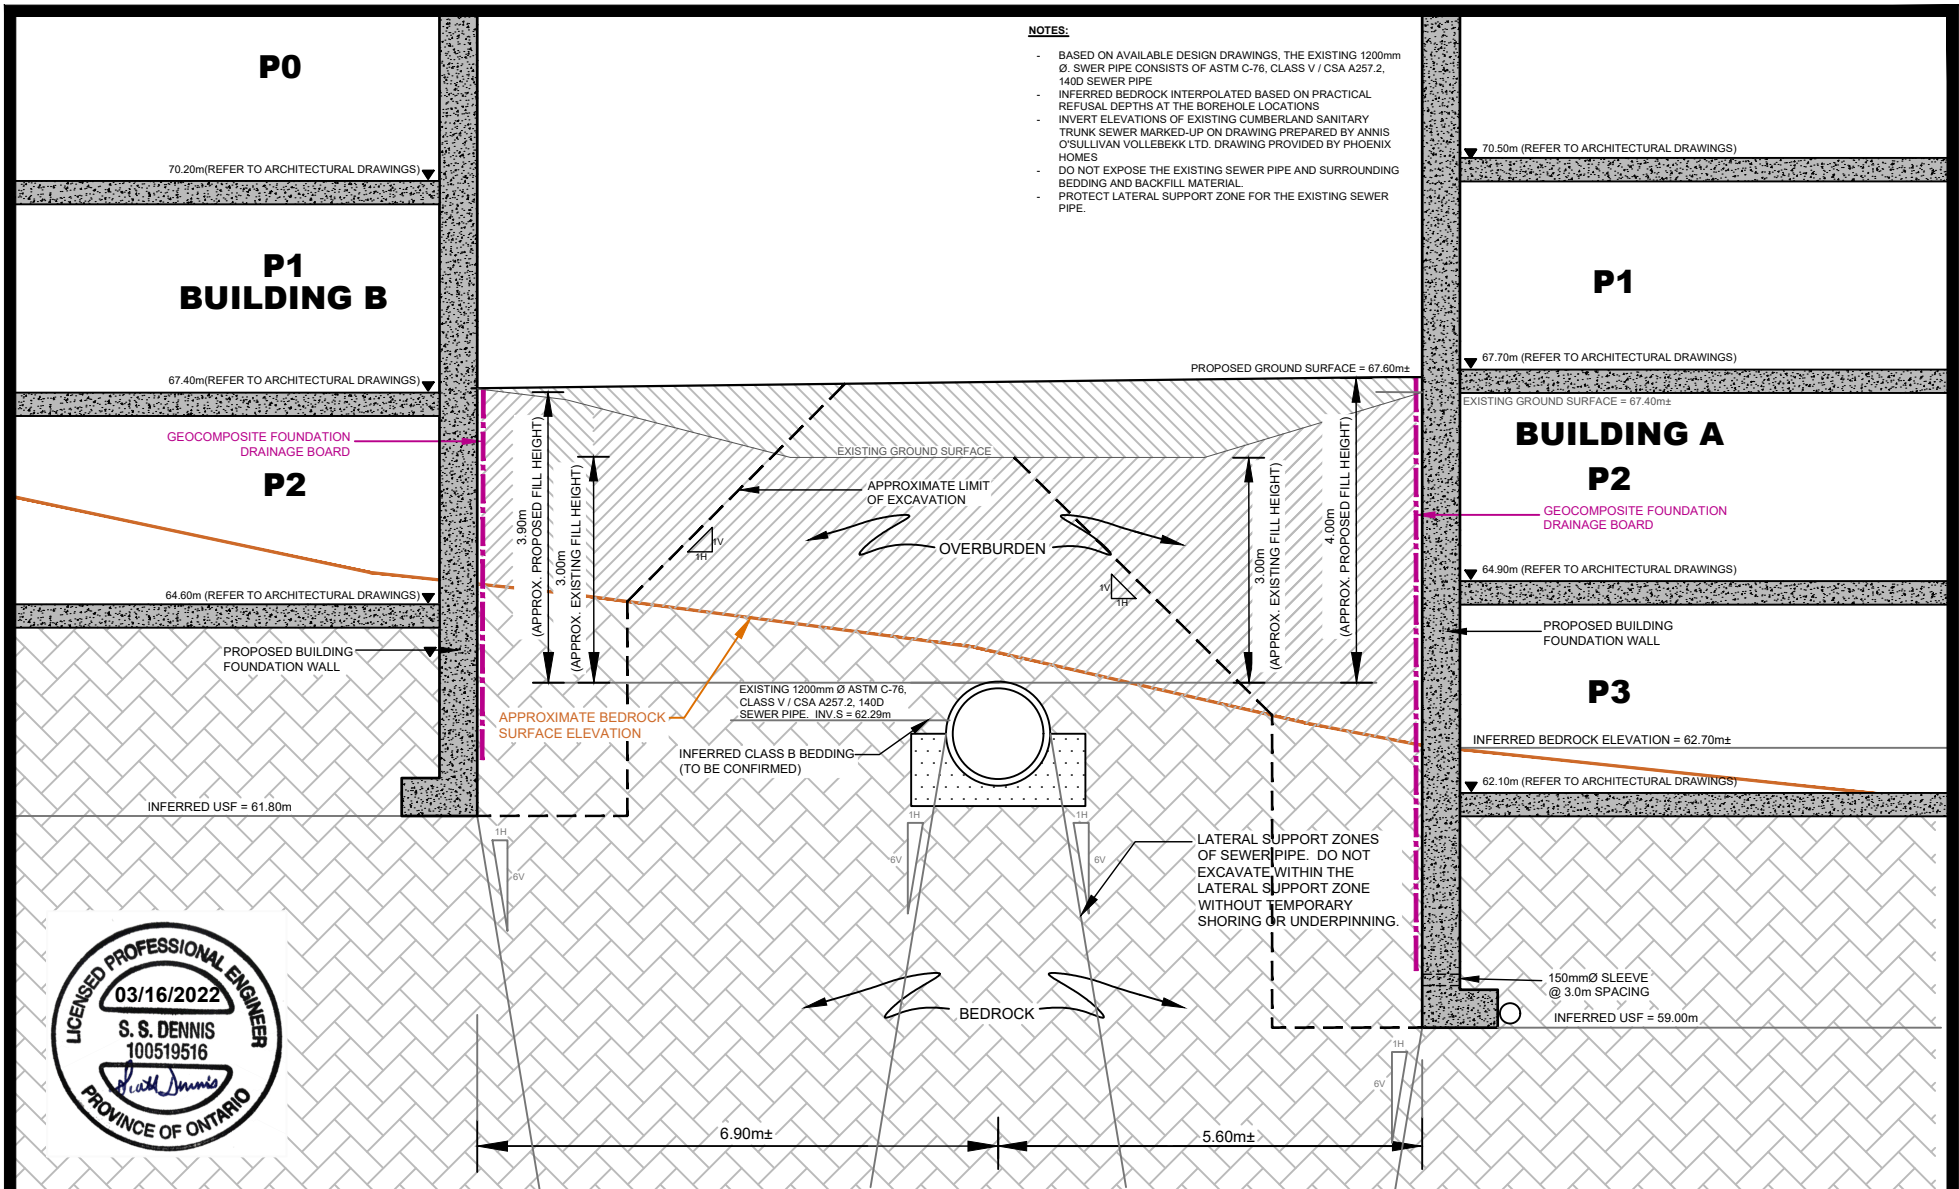 NOTES:
- BASED ON AVAILABLE DESIGN DRAWINGS, THE EXISTING 1200mm
Ø. SWER PIPE CONSISTS OF ASTM C-76, CLASS V / CSA A257.2,
140D SEWER PIPE
- INFERRED BEDROCK INTERPOLATED BASED ON PRACTICAL
REFUSAL DEPTHS AT THE BOREHOLE LOCATIONS
- INVERT ELEVATIONS OF EXISTING CUMBERLAND SANITARY
TRUNK SEWER MARKED-UP ON DRAWING PREPARED BY ANNIS
O'SULLIVAN VOLLEBEKK LTD. DRAWING PROVIDED BY PHOENIX
HOMES
- DO NOT EXPOSE THE EXISTING SEWER PIPE AND SURROUNDING
BEDDING AND BACKFILL MATERIAL.
- PROTECT LATERAL SUPPORT ZONE FOR THE EXISTING SEWER
PIPE.
P0
70.20m(REFER TO ARCHITECTURAL DRAWINGS)
P1
BUILDING B
67.40m(REFER TO ARCHITECTURAL DRAWINGS)
GEOCOMPOSITE FOUNDATION
DRAINAGE BOARD
P2
64.60m (REFER TO ARCHITECTURAL DRAWINGS)
PROPOSED BUILDING
FOUNDATION WALL
INFERRED USF = 61.80m
PROPOSED GROUND SURFACE = 67.60m±
EXISTING GROUND SURFACE
APPROXIMATE LIMIT
OF EXCAVATION
3.90m
(APPROX. PROPOSED FILL HEIGHT)
3.00m
(APPROX. EXISTING FILL HEIGHT)
1V
1H
OVERBURDEN
1V
1H
3.00m
(APPROX. EXISTING FILL HEIGHT)
4.00m
(APPROX. PROPOSED FILL HEIGHT)
EXISTING 1200mm Ø ASTM C-76,
CLASS V / CSA A257.2, 140D
SEWER PIPE. INV.S = 62.29m
APPROXIMATE BEDROCK
SURFACE ELEVATION
INFERRED CLASS B BEDDING
(TO BE CONFIRMED)
1H
6V
1H
6V
1H
6V
LATERAL SUPPORT ZONES
OF SEWER PIPE. DO NOT
EXCAVATE WITHIN THE
LATERAL SUPPORT ZONE
WITHOUT TEMPORARY
SHORING OR UNDERPINNING.
BEDROCK
1H
6V
6.90m±
5.60m±
70.50m (REFER TO ARCHITECTURAL DRAWINGS)
P1
67.70m (REFER TO ARCHITECTURAL DRAWINGS)
EXISTING GROUND SURFACE = 67.40m±
BUILDING A
P2
GEOCOMPOSITE FOUNDATION
DRAINAGE BOARD
64.90m (REFER TO ARCHITECTURAL DRAWINGS)
PROPOSED BUILDING
FOUNDATION WALL
P3
INFERRED BEDROCK ELEVATION = 62.70m±
62.10m (REFER TO ARCHITECTURAL DRAWINGS)
150mmØ SLEEVE
@ 3.0m SPACING
INFERRED USF = 59.00m
LICENSED PROFESSIONAL ENGINEER
03/16/2022
S. S. DENNIS
100519516
Scott Dennis
PROVINCE OF ONTARIO